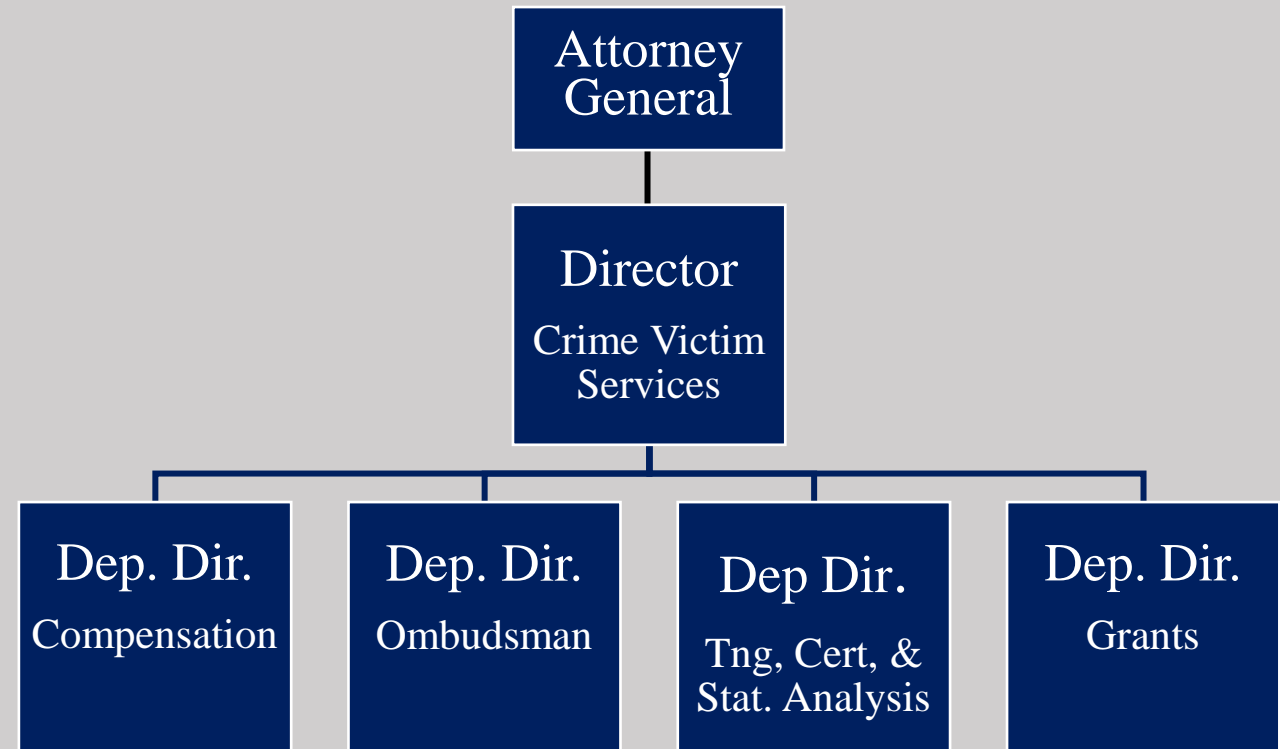 Attorney
General
Director
Crime Victim
Services
Dep. Dir.
Compensation
Dep. Dir.
Ombudsman
Dep Dir.
Tng, Cert, &
Stat. Analysis
Dep. Dir.
Grants